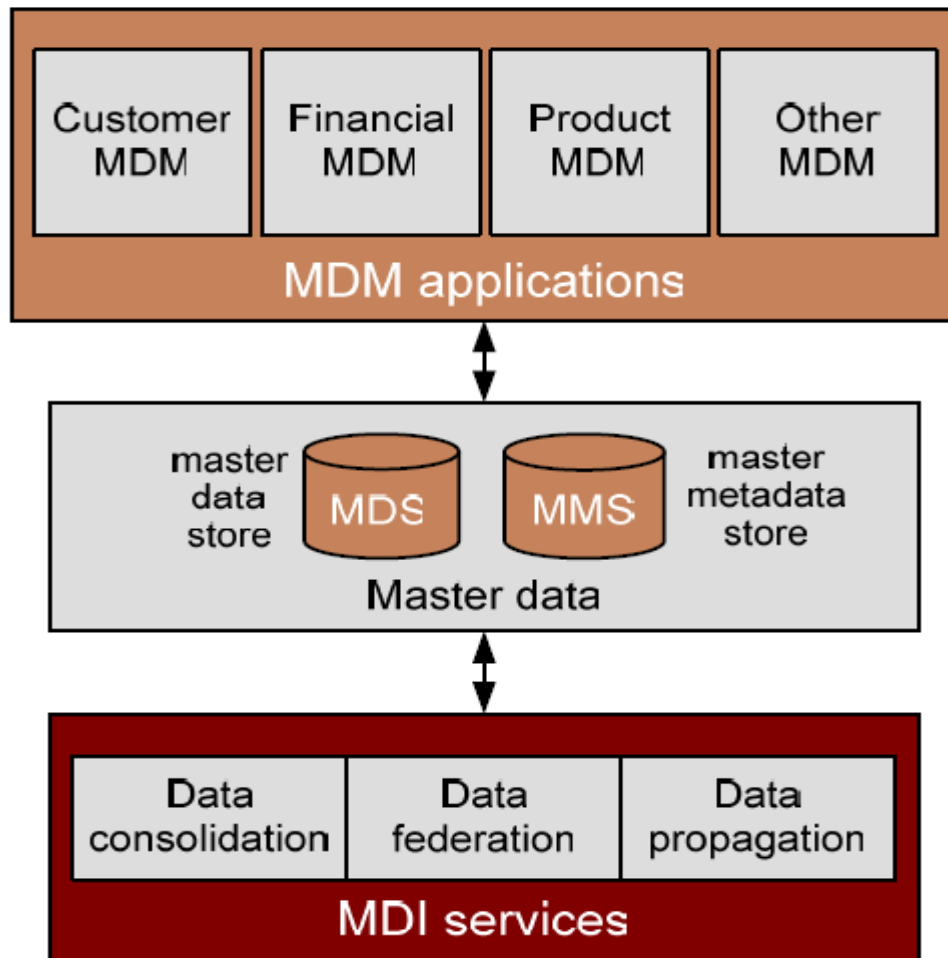 Customer
MDM
Financial
MDM
Product
MDM
Other
MDM
MDM applications
master
data
store
MDS
MMS
master
metadata
store
Master data
Data
consolidation
Data
federation
Data
propagation
MDI services